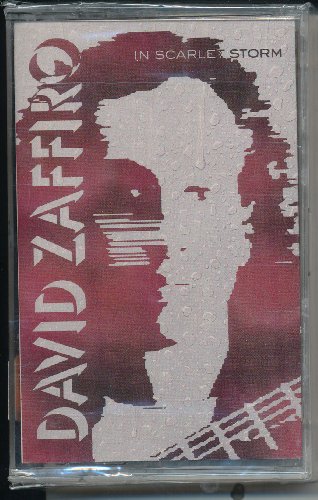 IN SCARLET STORM
DAVID ZAFFIRO